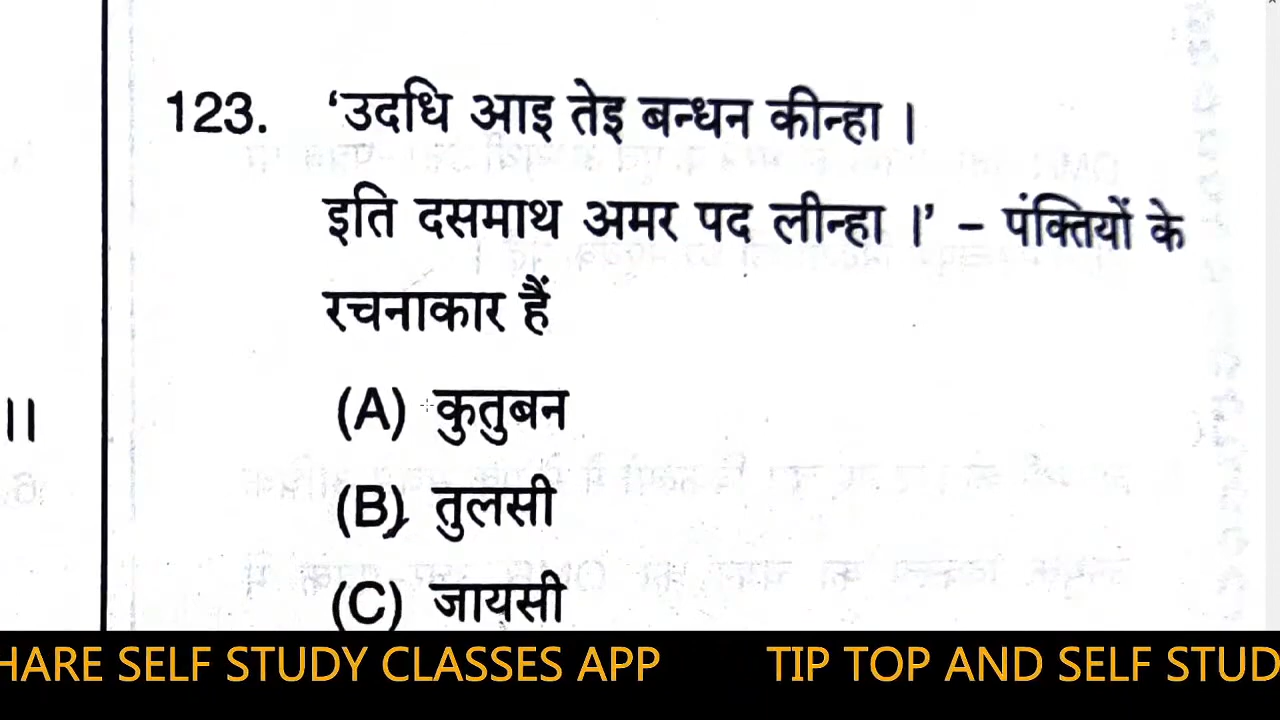 123. ‘उदधि आइ तेइ बन्धन कीन्हा ।
इति दसमाथ अमर पद लीन्हा ।’ – पंक्तियों के
रचनाकार हैं
(A) कुतुबन
(B) तुलसी
(C) जायसी
II
HARE SELF STUDY CLASSES APP TIP TOP AND SELF STUD